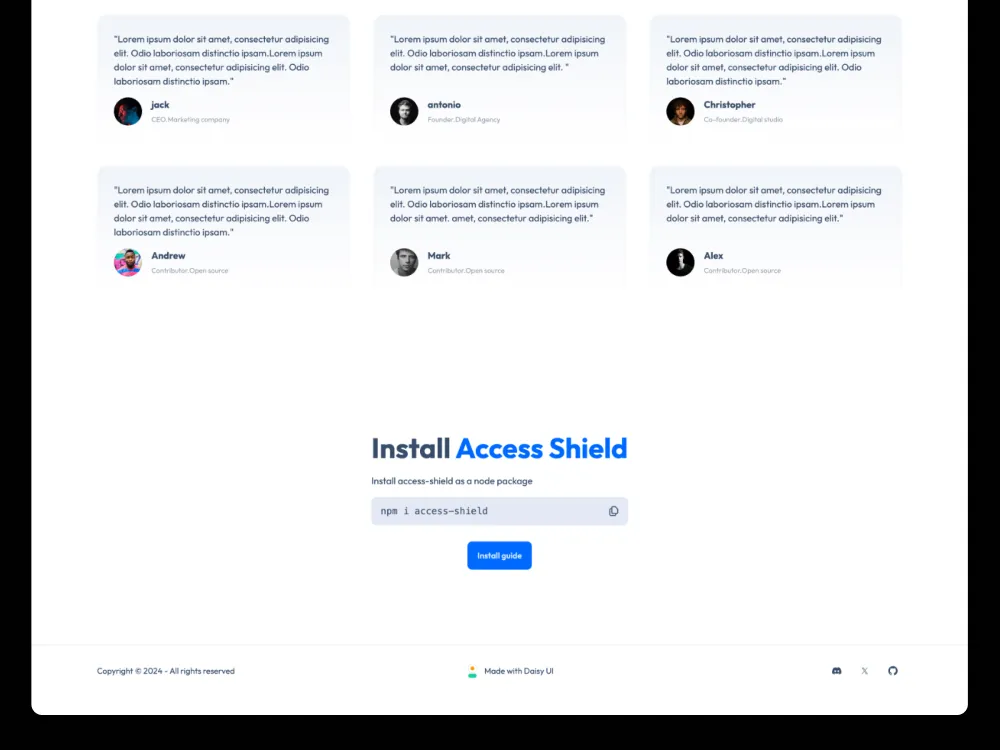 "Lorem ipsum dolor sit amet, consectetur adipisicing
elit. Odio laboriosam distinctio ipsam.Lorem ipsum
dolor sit amet, consectetur adipisicing elit. Odio
laboriosam distinctio ipsam."
jack
CEO.Marketing company
"Lorem ipsum dolor sit amet, consectetur adipisicing
elit. Odio laboriosam distinctio ipsam.Lorem ipsum
dolor sit amet, consectetur adipisicing elit. "
antonio
Founder.Digital Agency
"Lorem ipsum dolor sit amet, consectetur adipisicing
elit. Odio laboriosam distinctio ipsam.Lorem ipsum
dolor sit amet, consectetur adipisicing elit. Odio
laboriosam distinctio ipsam."
Christopher
Co-founder.Digital studio
"Lorem ipsum dolor sit amet, consectetur adipisicing
elit. Odio laboriosam distinctio ipsam.Lorem ipsum
dolor sit amet, consectetur adipisicing elit. Odio
laboriosam distinctio ipsam."
Andrew
Contributor.Open source
"Lorem ipsum dolor sit amet, consectetur adipisicing
elit. Odio laboriosam distinctio ipsam.Lorem ipsum
dolor sit amet. amet, consectetur adipisicing elit."
Mark
Contributor.Open source
"Lorem ipsum dolor sit amet, consectetur adipisicing
elit. Odio laboriosam distinctio ipsam.Lorem ipsum
dolor sit amet, consectetur adipisicing elit."
Alex
Contributor.Open source
Install Access Shield
Install access-shield as a node package
npm i access-shield
Install guide
Copyright © 2024 - All rights reserved
Made with Daisy UI